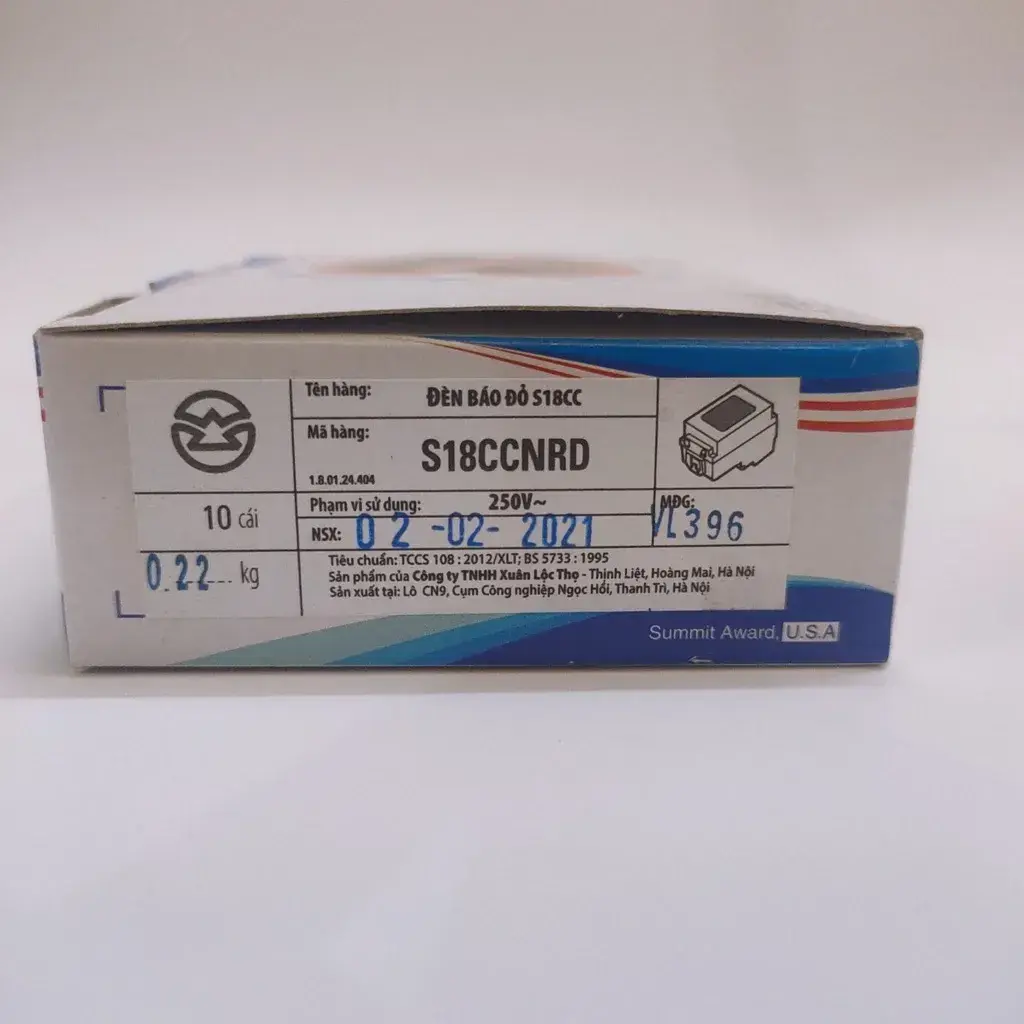 Tên hàng: ĐÈN BÁO ĐỎ S18CC
Mã hàng: S18CCNRD
1.8.01.24.404
10 cái
Phạm vi sử dụng: 250V~
MĐG: VL396
NSX: 02-02-2021
0.22 kg
Tiêu chuẩn: TCCS 108 : 2012/XLT; BS 5733 : 1995
Sản phẩm của Công ty TNHH Xuân Lộc Thọ - Thịnh Liệt, Hoàng Mai, Hà Nội
Sản xuất tại: Lô CN9, Cụm Công nghiệp Ngọc Hồi, Thanh Trì, Hà Nội
Summit Award, U.S.A